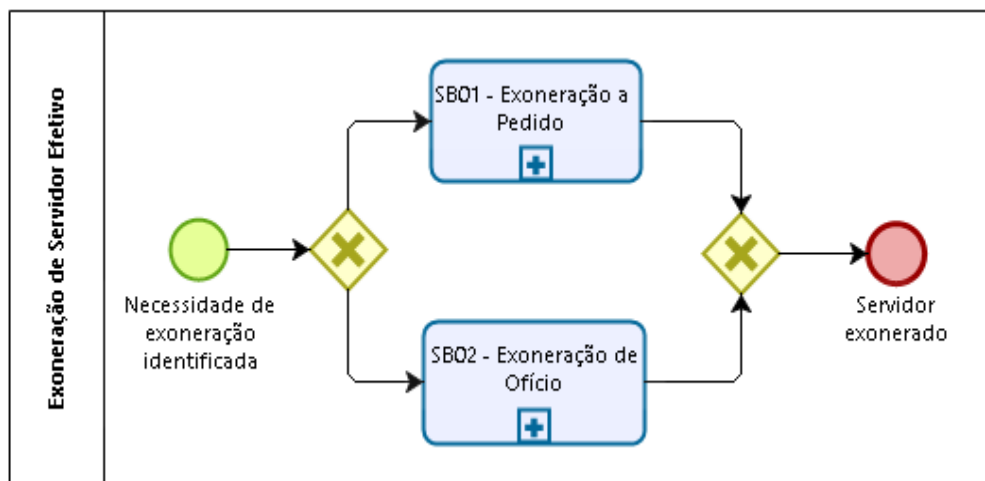 Exoneração de Servidor Efetivo
Necessidade de
exoneração
identificada
SB01 - Exoneração a
Pedido
SB02 - Exoneração de
Ofício
Servidor
exonerado